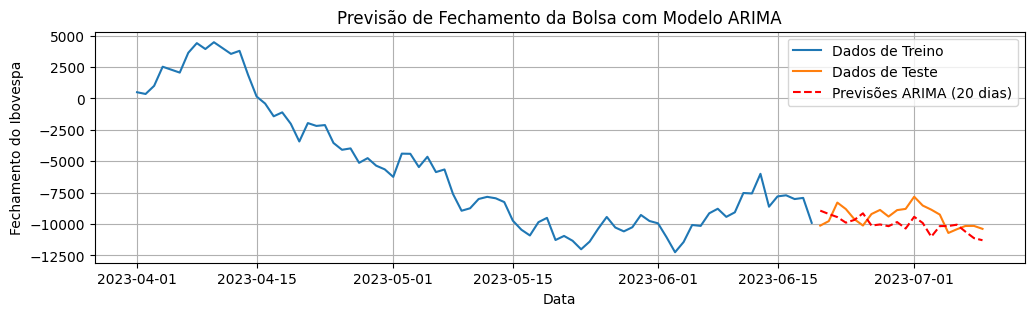 Previsão de Fechamento da Bolsa com Modelo ARIMA
Fechamento do Ibovespa
5000
2500
0
−2500
−5000
−7500
−10000
−12500
Dados de Treino
Dados de Teste
Previsões ARIMA (20 dias)
2023-04-01
2023-04-15
2023-05-01
2023-05-15
2023-06-01
2023-06-15
2023-07-01
Data